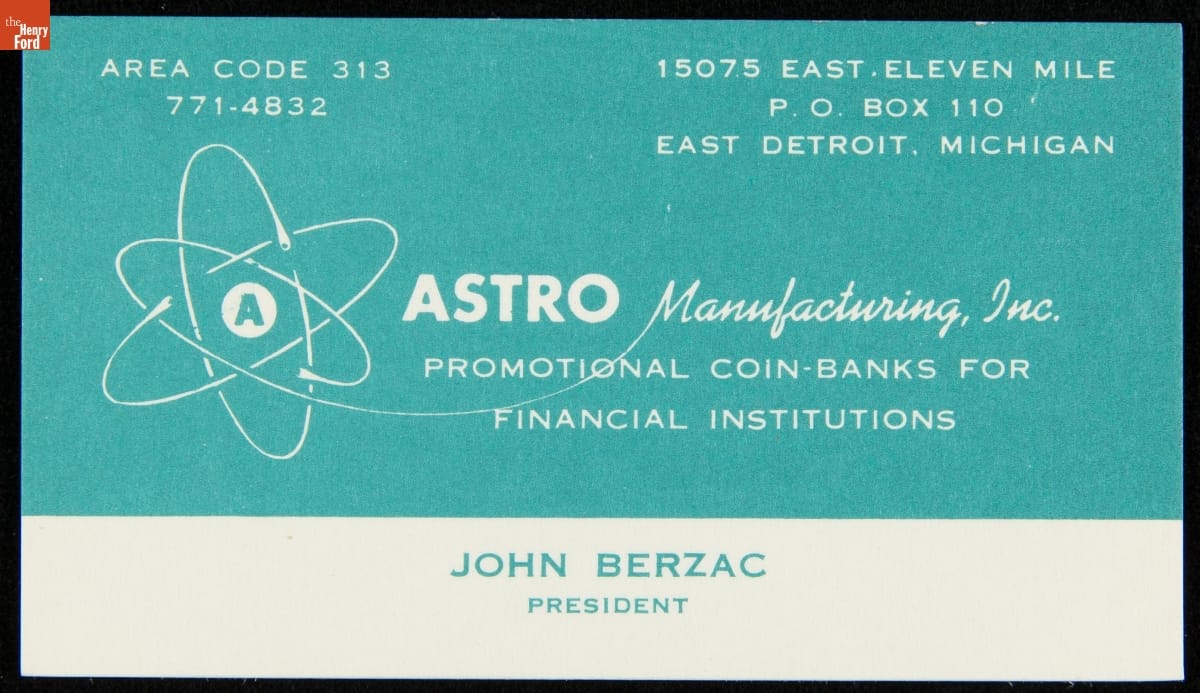 the
Henry
Ford
AREA CODE 313
771-4832
15075 EAST ELEVEN MILE
P. O. BOX 110
EAST DETROIT, MICHIGAN
A
ASTRO Manufacturing, Inc.
PROMOTIONAL COIN-BANKS FOR
FINANCIAL INSTITUTIONS
JOHN BERZAC
PRESIDENT